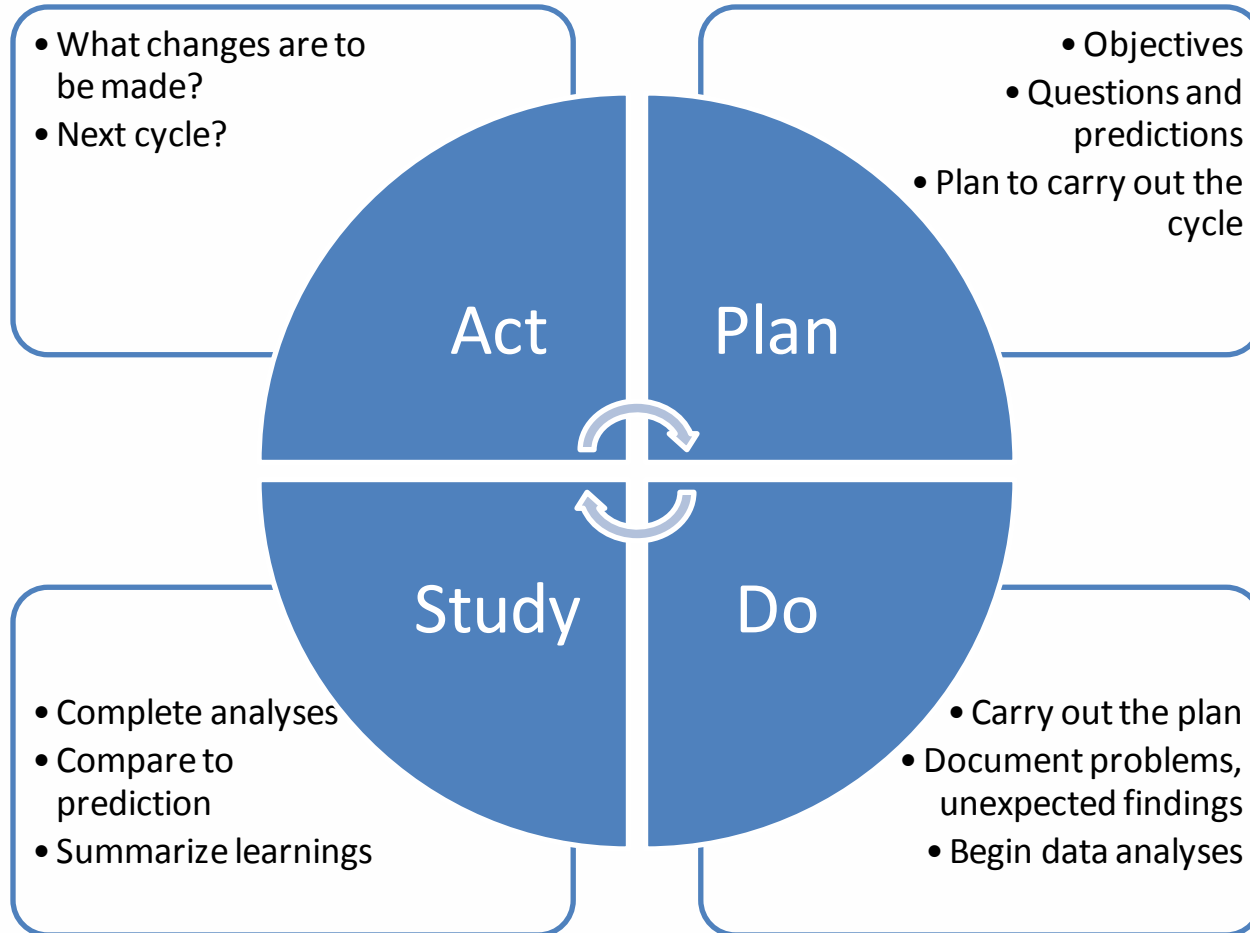 • What changes are to
be made?
• Next cycle?
• Objectives
• Questions and
predictions
• Plan to carry out the
cycle
Act
Plan
Study
Do
• Complete analyses
• Compare to
prediction
• Summarize learnings
• Carry out the plan
• Document problems,
unexpected findings
• Begin data analyses